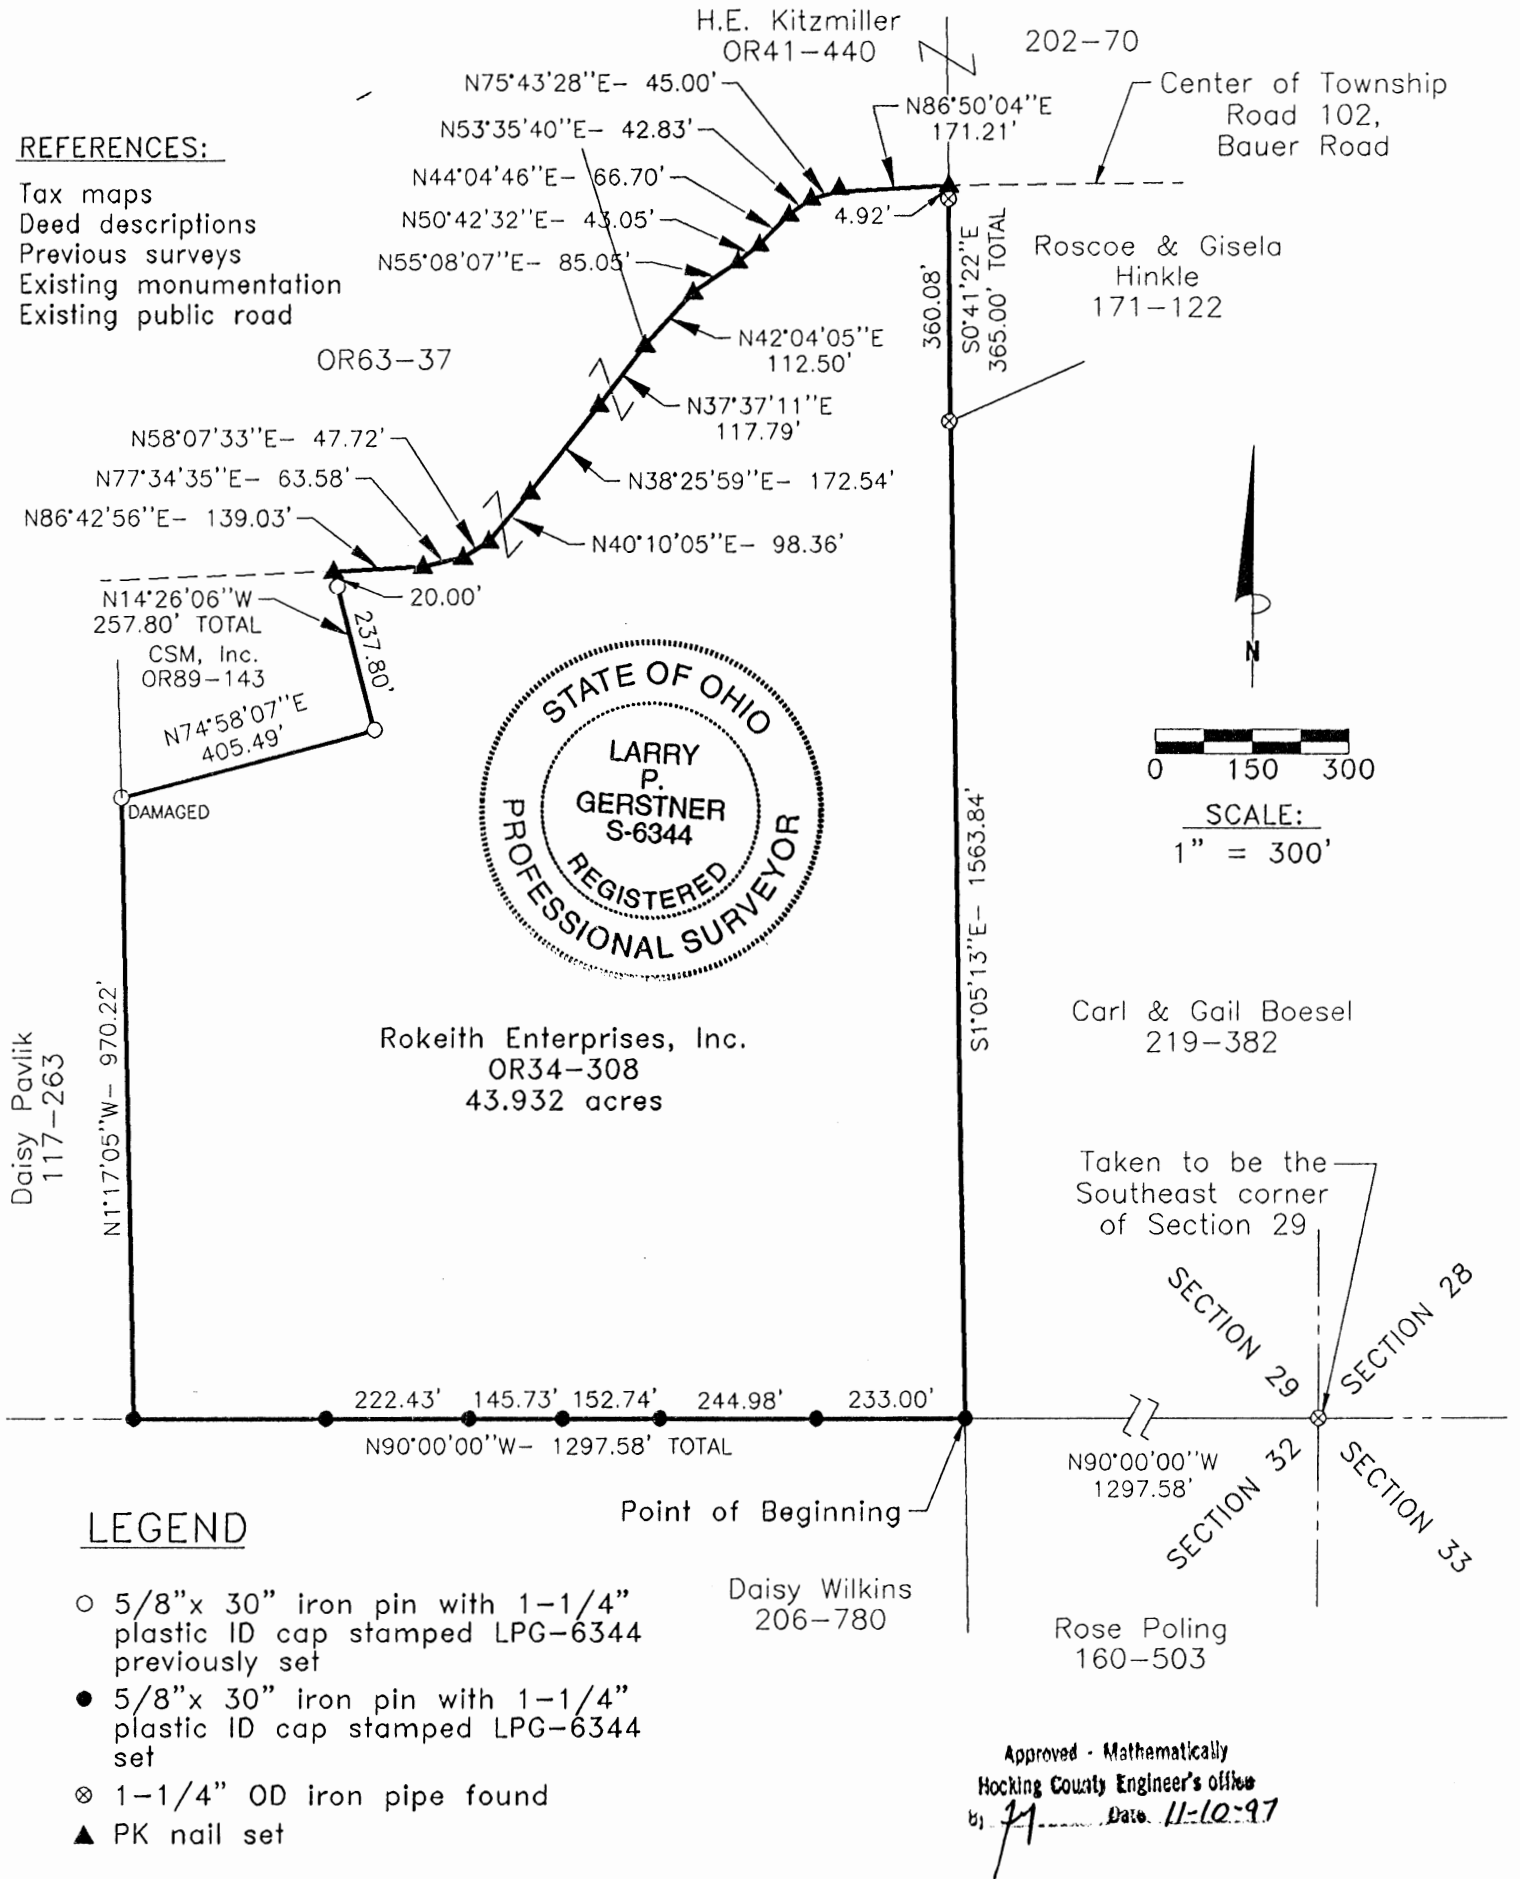 H.E. Kitzmiller
OR41-440
202-70
Center of Township
Road 102,
Bauer Road
N75°43'28"E- 45.00'
N86°50'04"E
171.21'
N53°35'40"E- 42.83'
N44°04'46"E- 66.70'
N50°42'32"E- 43.05'
N55°08'07"E- 85.05'
4.92'
REFERENCES:
Tax maps
Deed descriptions
Previous surveys
Existing monumentation
Existing public road
360.08'
S0°41'22"E
365.00' TOTAL
Roscoe & Gisela
Hinkle
171-122
OR63-37
N42°04'05"E
112.50'
N37°37'11"E
117.79'
N58°07'33"E- 47.72'
N77°34'35"E- 63.58'
N86°42'56"E- 139.03'
N38°25'59"E- 172.54'
N40°10'05"E- 98.36'
20.00'
N14°26'06"W
257.80' TOTAL
237.80'
CSM, Inc.
OR89-143
N74°58'07"E
405.49'
DAMAGED
STATE OF OHIO
LARRY
P.
GERSTNER
S-6344
REGISTERED
PROFESSIONAL SURVEYOR
N
0 150 300
SCALE:
1" = 300'
S1°05'13"E- 1563.84'
N1°17'05"W- 970.22'
Daisy Pavlik
117-263
Rokeith Enterprises, Inc.
OR34-308
43.932 acres
Carl & Gail Boesel
219-382
Taken to be the
Southeast corner
of Section 29
SECTION 29
SECTION 28
SECTION 32
SECTION 33
222.43' 145.73' 152.74' 244.98' 233.00'
N90°00'00"W- 1297.58' TOTAL
N90°00'00"W
1297.58'
Point of Beginning
Daisy Wilkins
206-780
Rose Poling
160-503
LEGEND
5/8"x 30" iron pin with 1-1/4"
plastic ID cap stamped LPG-6344
previously set
5/8"x 30" iron pin with 1-1/4"
plastic ID cap stamped LPG-6344
set
1-1/4" OD iron pipe found
PK nail set
Approved - Mathematically
Hocking County Engineer's office
By Date 11-10-97